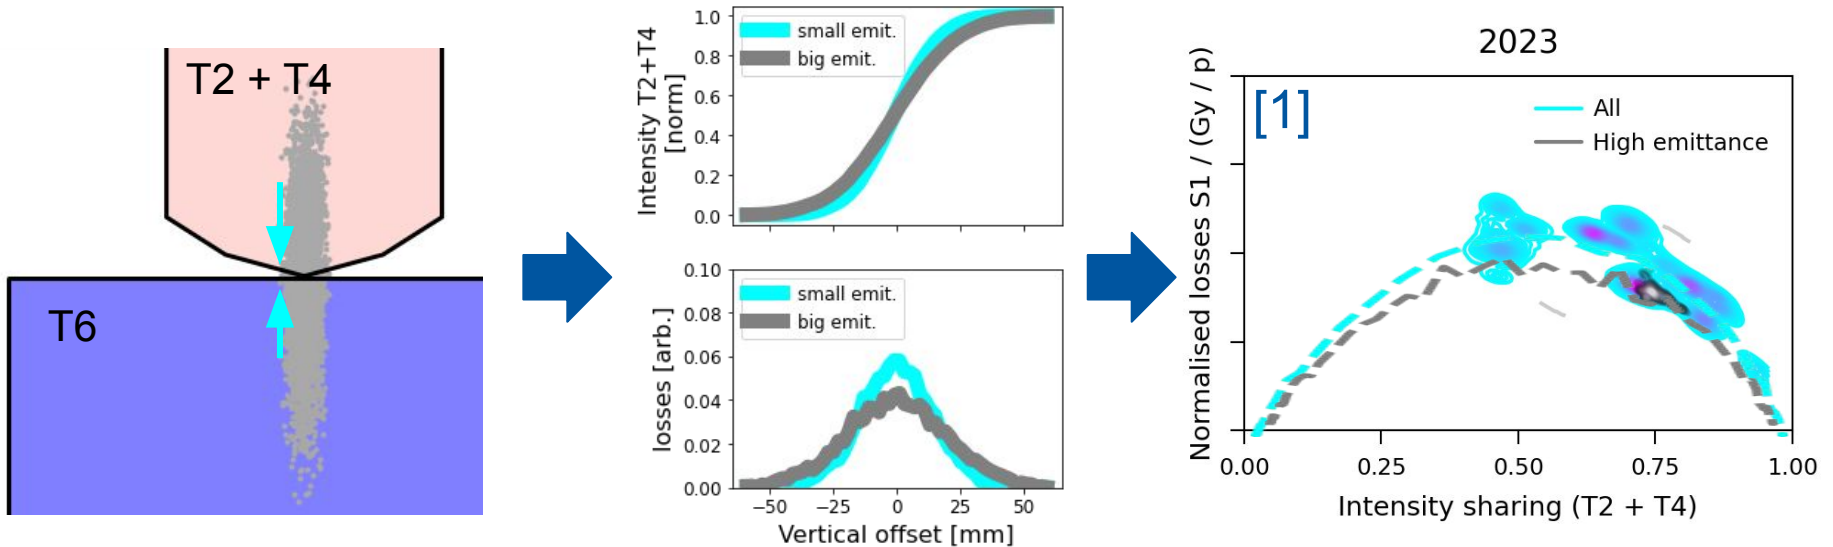 T2 + T4
T6
Intensity T2+T4
[norm]
1.0
0.8
0.6
0.4
0.2
0.0
small emit.
big emit.
losses [arb.]
0.10
0.08
0.06
0.04
0.02
0.00
small emit.
big emit.
−50
−25
0
25
50
Vertical offset [mm]
2023
[1]
All
High emittance
Normalised losses S1 / (Gy / p)
0.00
0.25
0.50
0.75
1.00
Intensity sharing (T2 + T4)